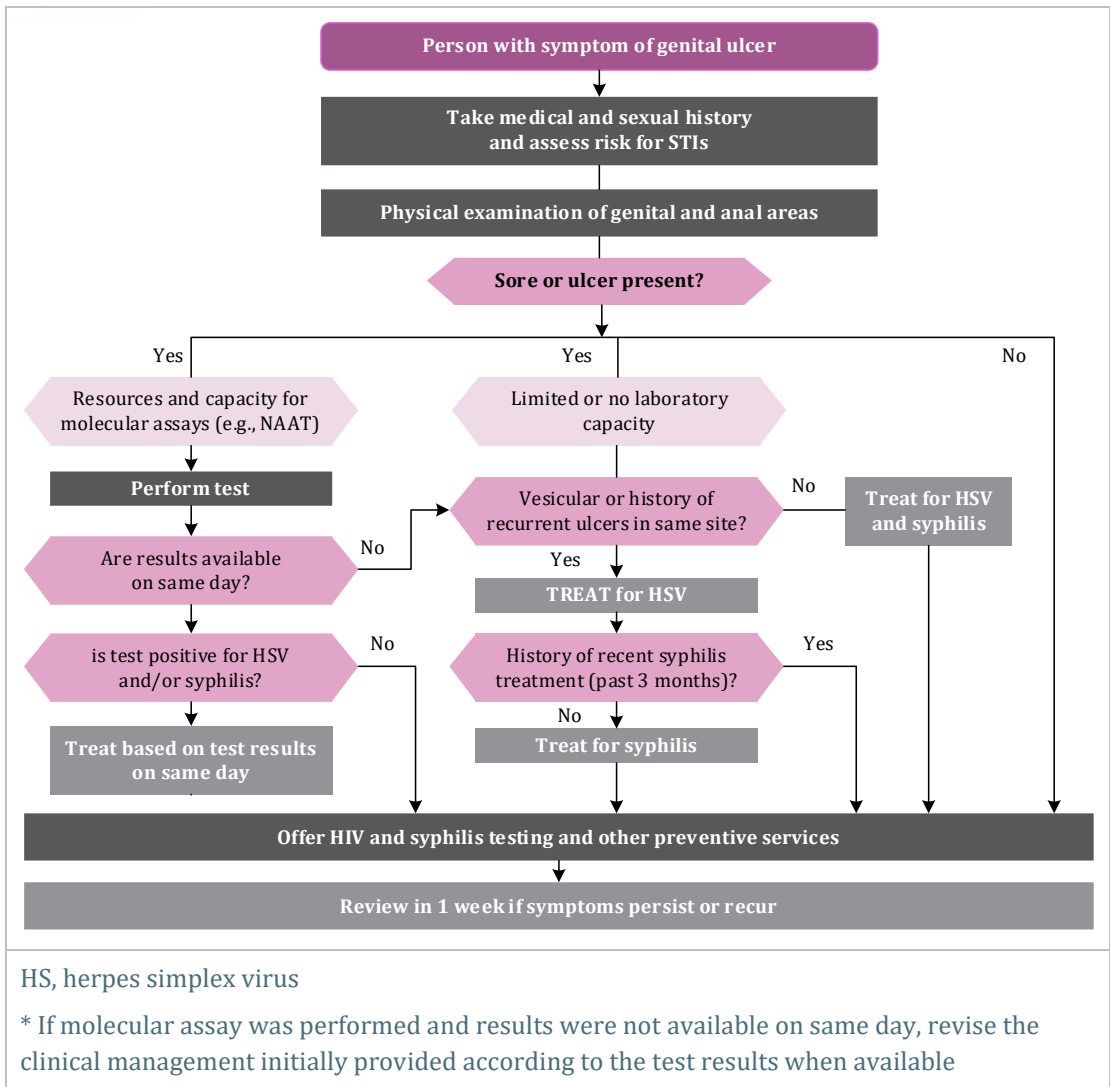 Person with symptom of genital ulcer
Take medical and sexual history
and assess risk for STIs
Physical examination of genital and anal areas
Sore or ulcer present?
Yes
Yes
No
Resources and capacity for
molecular assays (e.g., NAAT)
Limited or no laboratory
capacity
Perform test
Vesicular or history of
recurrent ulcers in same site?
No
Treat for HSV
and syphilis
Are results available
on same day?
No
Yes
TREAT for HSV
is test positive for HSV
and/or syphilis?
No
History of recent syphilis
treatment (past 3 months)?
Yes
No
Treat based on test results
on same day
Treat for syphilis
Offer HIV and syphilis testing and other preventive services
Review in 1 week if symptoms persist or recur
HS, herpes simplex virus
* If molecular assay was performed and results were not available on same day, revise the
clinical management initially provided according to the test results when available